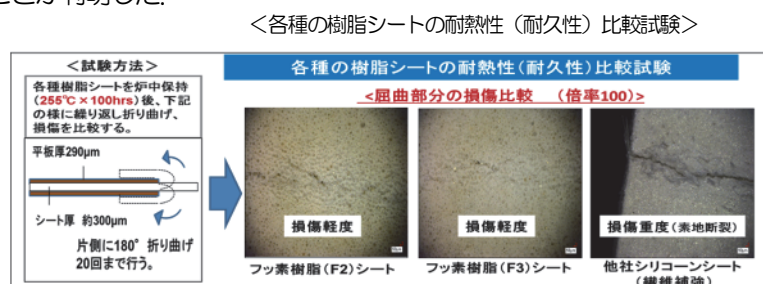 ことが判明した.
＜各種の樹脂シートの耐熱性（耐久性）比較試験＞
＜試験方法＞
各種樹脂シートを炉中保持
（255℃×100hrs）後、下記
の様に繰り返し折り曲げ、
損傷を比較する。
平板厚290μm
シート厚 約300μm
片側に180° 折り曲げ
20回まで行う。
各種の樹脂シートの耐熱性（耐久性）比較試験
<屈曲部分の損傷比較　（倍率100）>
損傷軽度
損傷軽度
損傷重度（素地断裂）
フッ素樹脂（F2）シート
フッ素樹脂（F3）シート
他社シリコーンシート
（繊維補強）